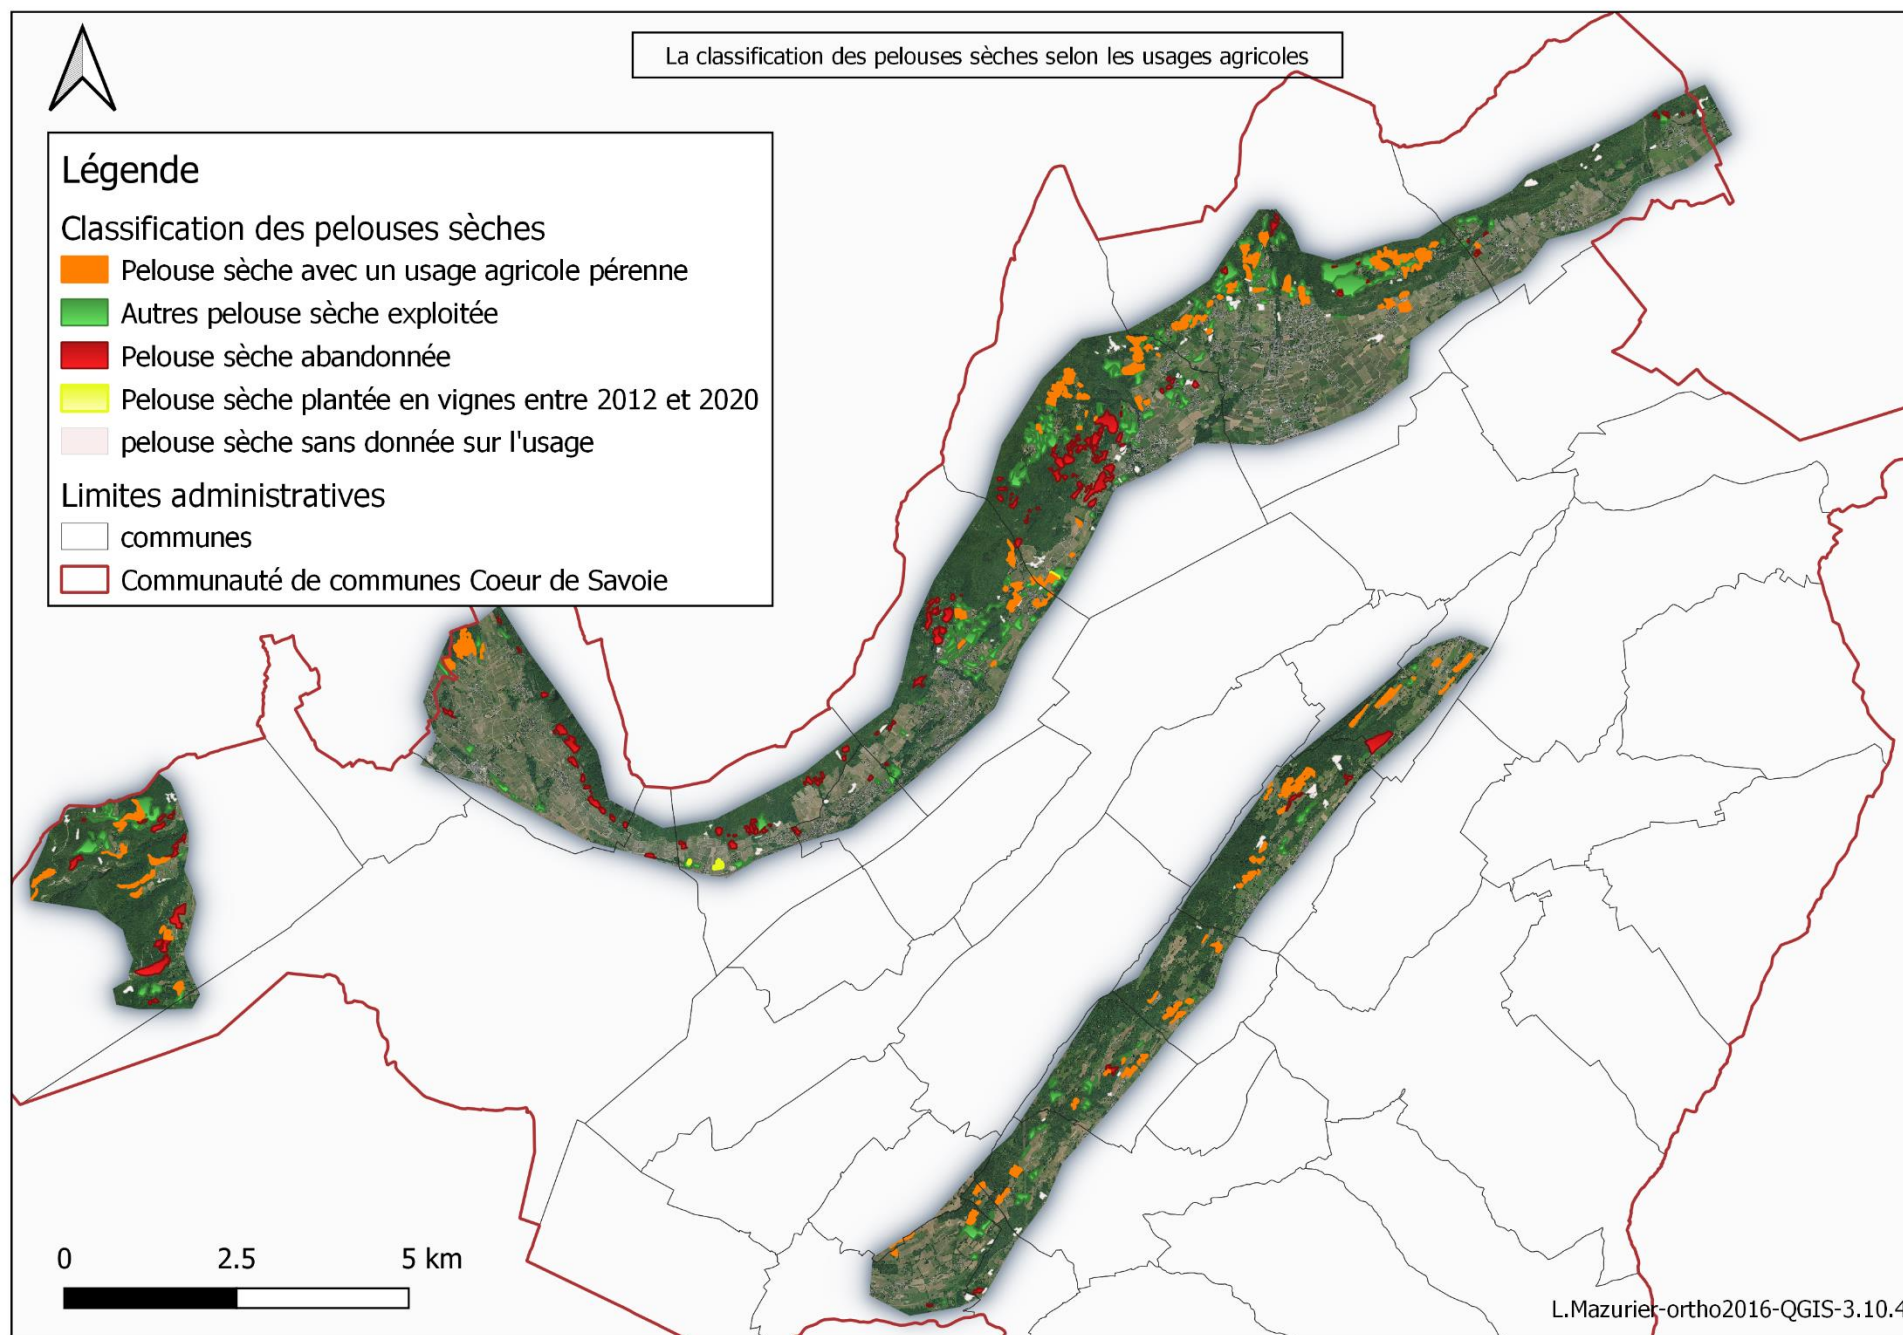 La classification des pelouses sèches selon les usages agricoles
Légende
Classification des pelouses sèches
Pelouse sèche avec un usage agricole pérenne
Autres pelouse sèche exploitée
Pelouse sèche abandonnée
Pelouse sèche plantée en vignes entre 2012 et 2020
pelouse sèche sans donnée sur l'usage
Limites administratives
communes
Communauté de communes Coeur de Savoie
0 2.5 5 km
L.Mazurier-ortho2016-QGIS-3.10.4